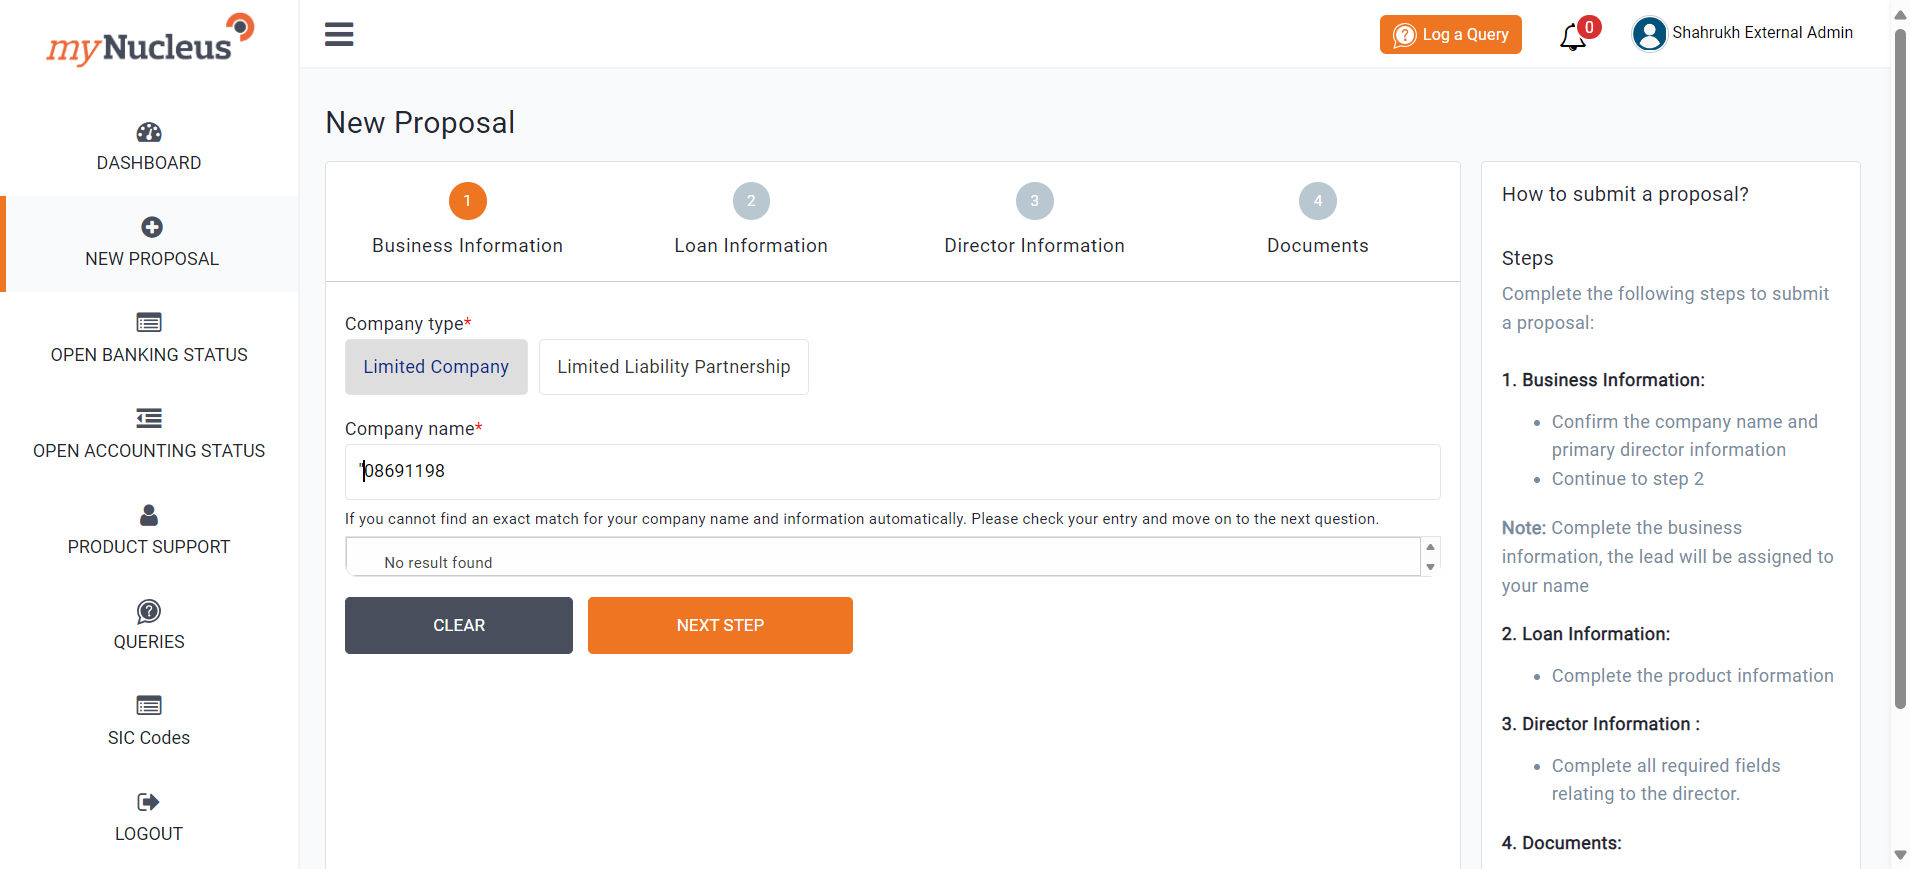 myNucleus
DASHBOARD
NEW PROPOSAL
OPEN BANKING STATUS
OPEN ACCOUNTING STATUS
PRODUCT SUPPORT
QUERIES
SIC Codes
LOGOUT
Log a Query
0
Shahrukh External Admin
New Proposal
1
Business Information
2
Loan Information
3
Director Information
4
Documents
Company type*
Limited Company
Limited Liability Partnership
Company name*
"08691198
If you cannot find an exact match for your company name and information automatically. Please check your entry and move on to the next question.
No result found
CLEAR
NEXT STEP
How to submit a proposal?
Steps
Complete the following steps to submit
a proposal:
1. Business Information:
• Confirm the company name and
primary director information
• Continue to step 2
Note: Complete the business
information, the lead will be assigned to
your name
2. Loan Information:
• Complete the product information
3. Director Information :
• Complete all required fields
relating to the director.
4. Documents: